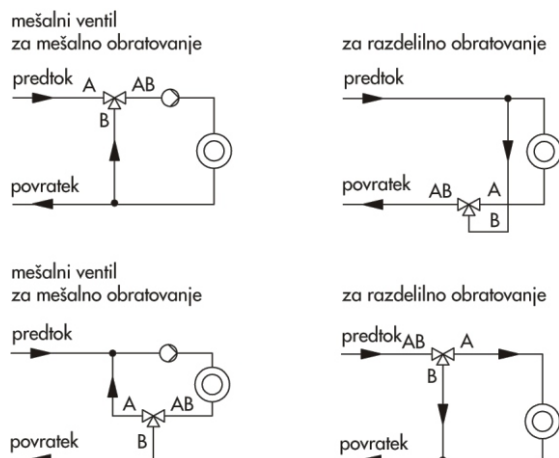 mešalni ventil
za mešalno obratovanje
predtok A AB
B
povratek
za razdelilno obratovanje
predtok
povratek AB A
B
mešalni ventil
za mešalno obratovanje
predtok
A AB
B
povratek
za razdelilno obratovanje
predtok AB A
B
povratek